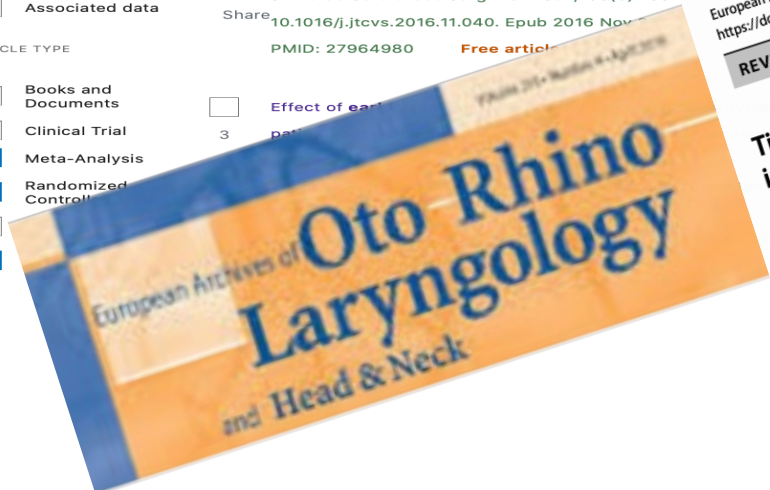 Associated data
Share
10.1016/j.jtcvs.2016.11.040. Epub 2016 Nov
CLE TYPE
PMID: 27964980 Free article
Books and
Documents
Effect of
Clinical Trial
3
Meta-Analysis
Randomized
European Archives of
Oto-Rhino
Laryngology
and Head & Neck
European
https://do
REV